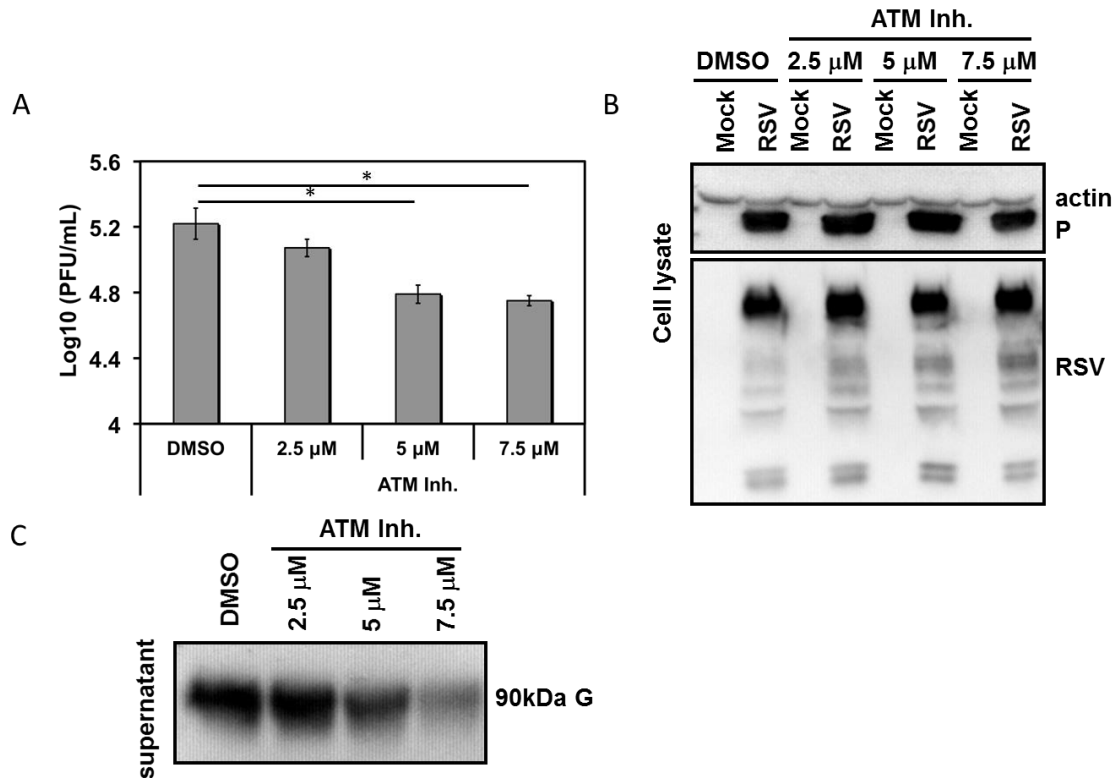 A
Log10 (PFU/mL)
5.6
5.2
4.8
4.4
4
*
*
DMSO
2.5 µM
5 µM
7.5 µM
ATM Inh.
B
ATM Inh.
DMSO 2.5 µM 5 µM 7.5 µM
Mock RSV Mock RSV Mock RSV Mock RSV
Cell lysate
actin
P
RSV
C
ATM Inh.
DMSO 2.5 µM 5 µM 7.5 µM
supernatant
90kDa G